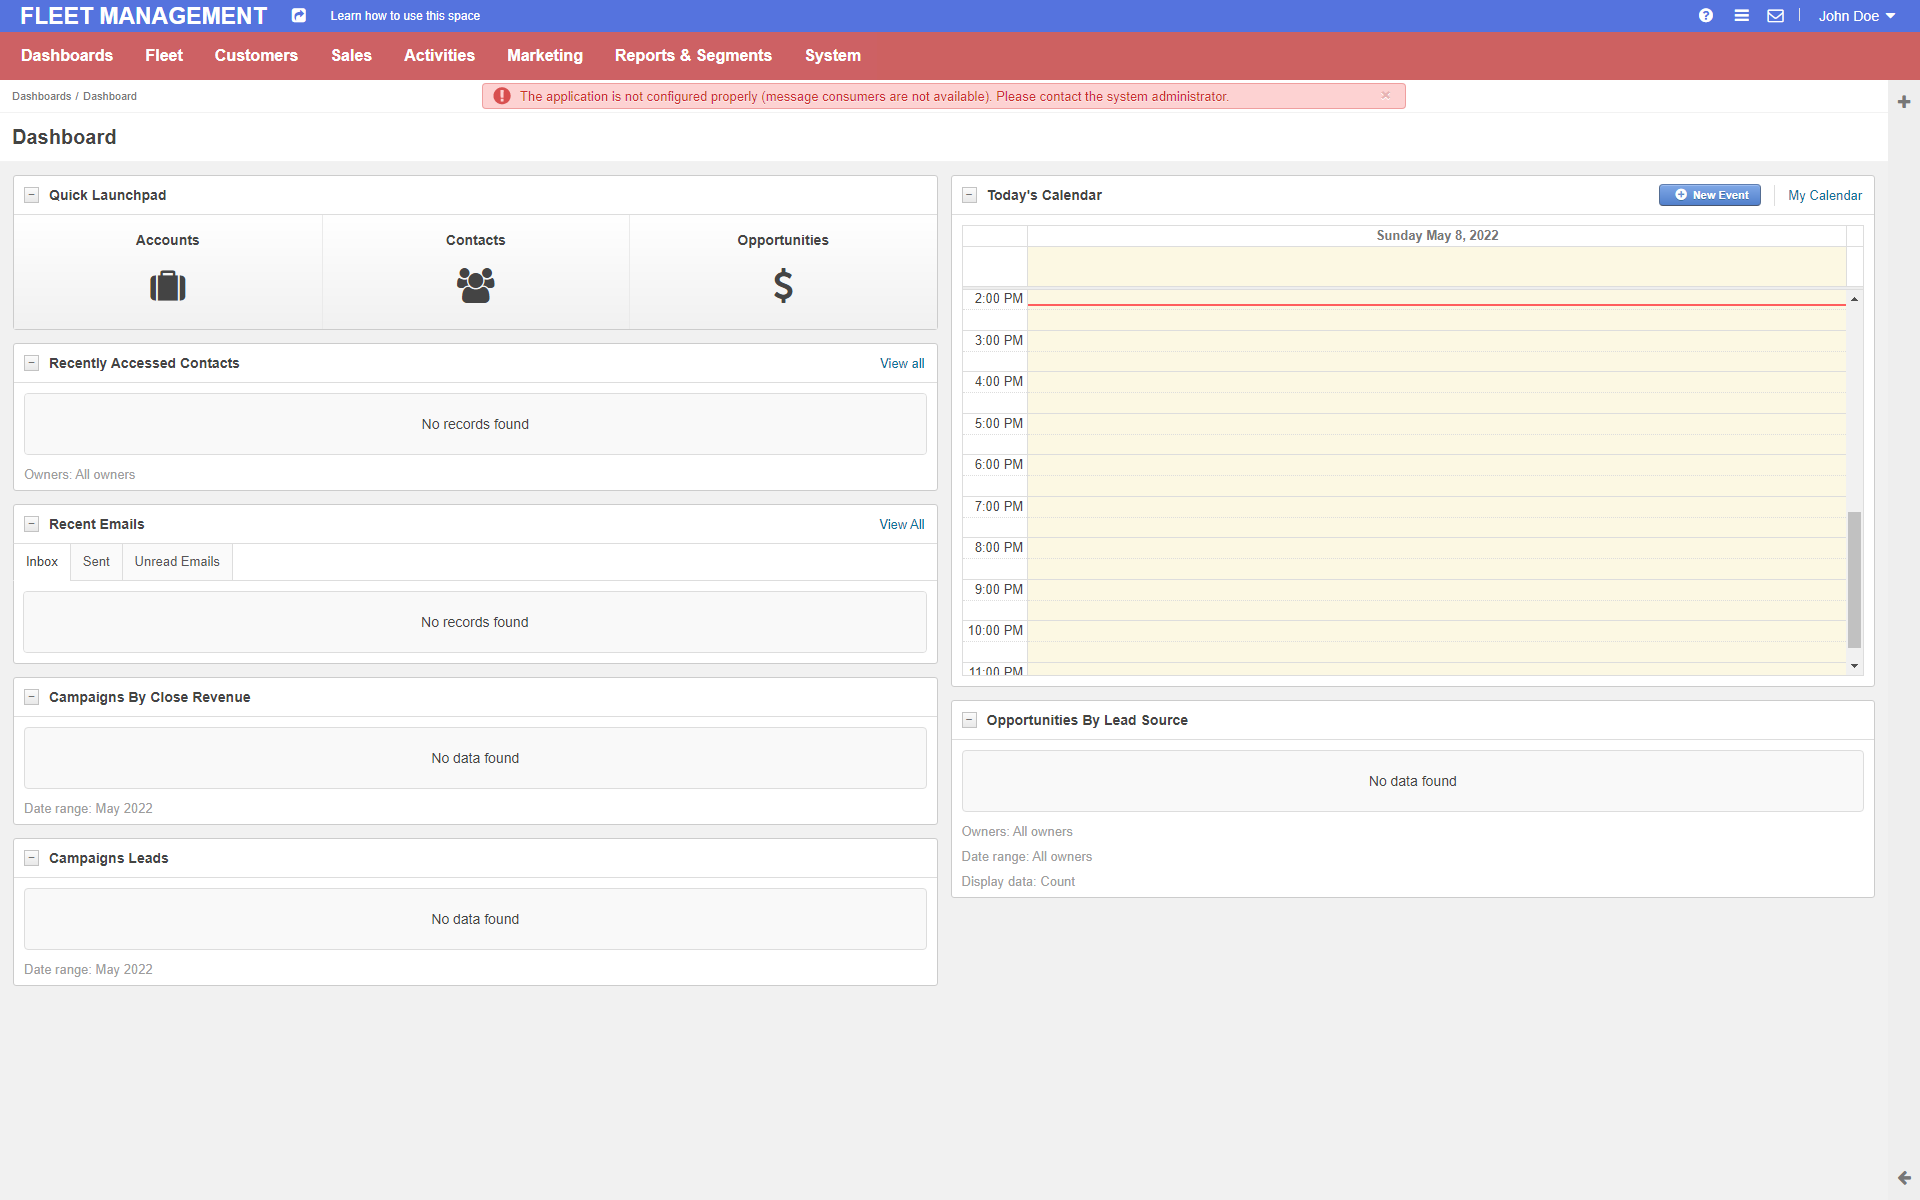 FLEET MANAGEMENT
Learn how to use this space
John Doe
Dashboards Fleet Customers Sales Activities Marketing Reports & Segments System
Dashboards / Dashboard
The application is not configured properly (message consumers are not available). Please contact the system administrator.
×
Dashboard
Quick Launchpad
Accounts
Contacts
Opportunities
Recently Accessed Contacts
View all
No records found
Owners: All owners
Recent Emails
View All
Inbox
Sent
Unread Emails
No records found
Campaigns By Close Revenue
No data found
Date range: May 2022
Campaigns Leads
No data found
Date range: May 2022
Today's Calendar
New Event
My Calendar
Sunday May 8, 2022
2:00 PM
3:00 PM
4:00 PM
5:00 PM
6:00 PM
7:00 PM
8:00 PM
9:00 PM
10:00 PM
11:00 PM
Opportunities By Lead Source
No data found
Owners: All owners
Date range: All owners
Display data: Count